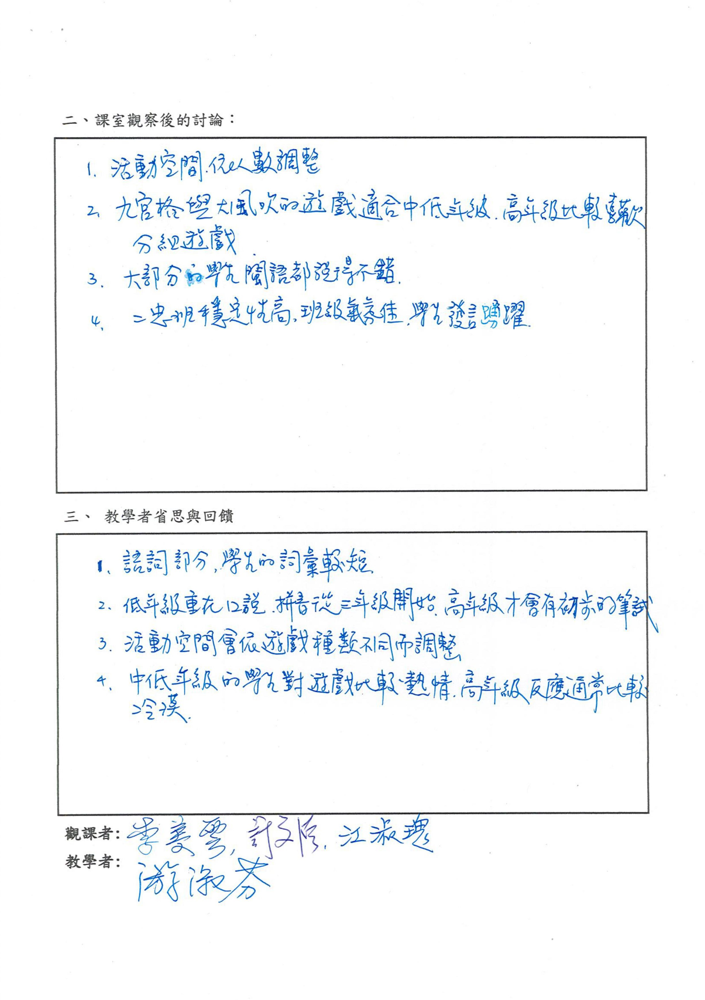 二、課室觀察後的討論：
1. 活動空間.依人數調整
2. 九宮格與大風吹的遊戲適合中低年級.高年級比較喜歡
分組遊戲.
3. 大部分的學生閩語都說得不錯.
4. 二忠班穩定性高,班級氣氛佳,學生發言踴躍.
三、 教學者省思與回饋
1. 語詞部分,學生的詞彙較短
2. 低年級重在口說.拼音從三年級開始.高年級才會有初步的筆試
3. 活動空間會依遊戲種類不同而調整
4. 中低年級的學生對遊戲比較熱情.高年級反應通常比較
冷漠.
觀課者: 李 雲, 許文 , 江淑瑰
教學者:
游淑芬